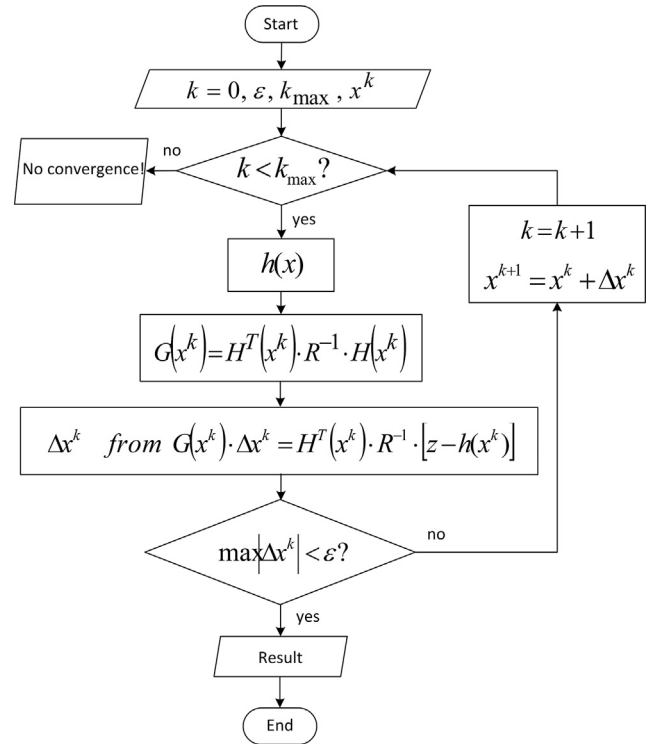 Start
k = 0, ε, k_max , x^k
no
No convergence!
k < k_max ?
yes
h(x)
k = k+1
x^{k+1} = x^k + Δx^k
G(x^k) = H^T(x^k)·R^{−1}·H(x^k)
Δx^k from G(x^k)·Δx^k = H^T(x^k)·R^{-1}·[z − h(x^k)]
no
max|Δx^k| < ε?
yes
Result
End